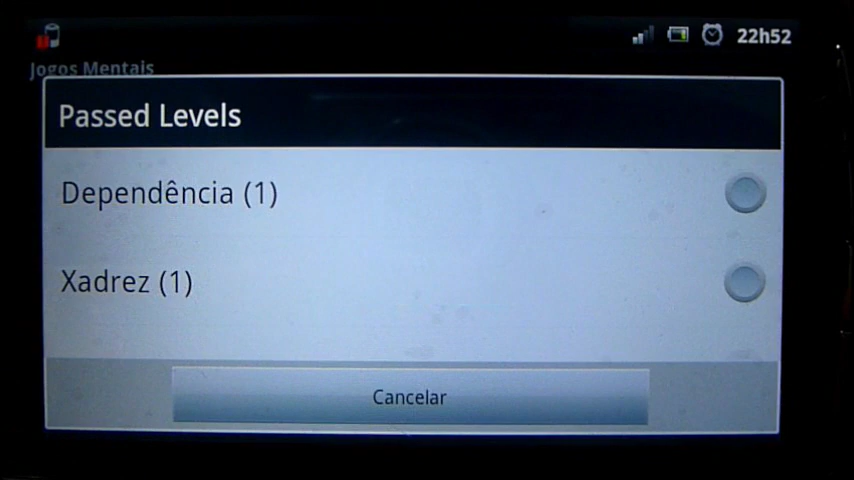 22h52
Jogos Mentais
Passed Levels
Dependência (1)
Xadrez (1)
Cancelar